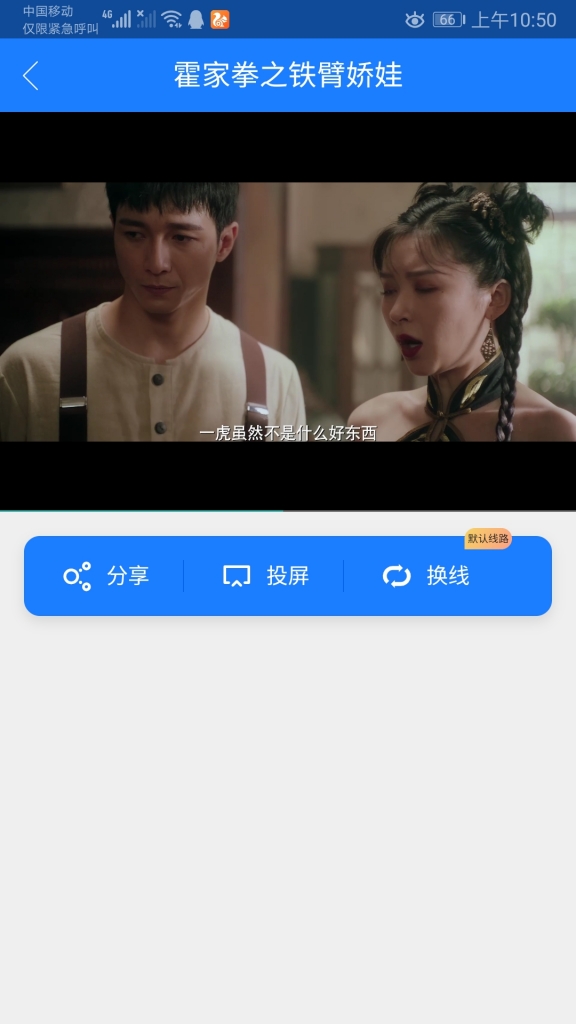 中国移动
仅限紧急呼叫
4G
66
上午10:50
霍家拳之铁臂娇娃
一虎虽然不是什么好东西
默认线路
分享
投屏
换线